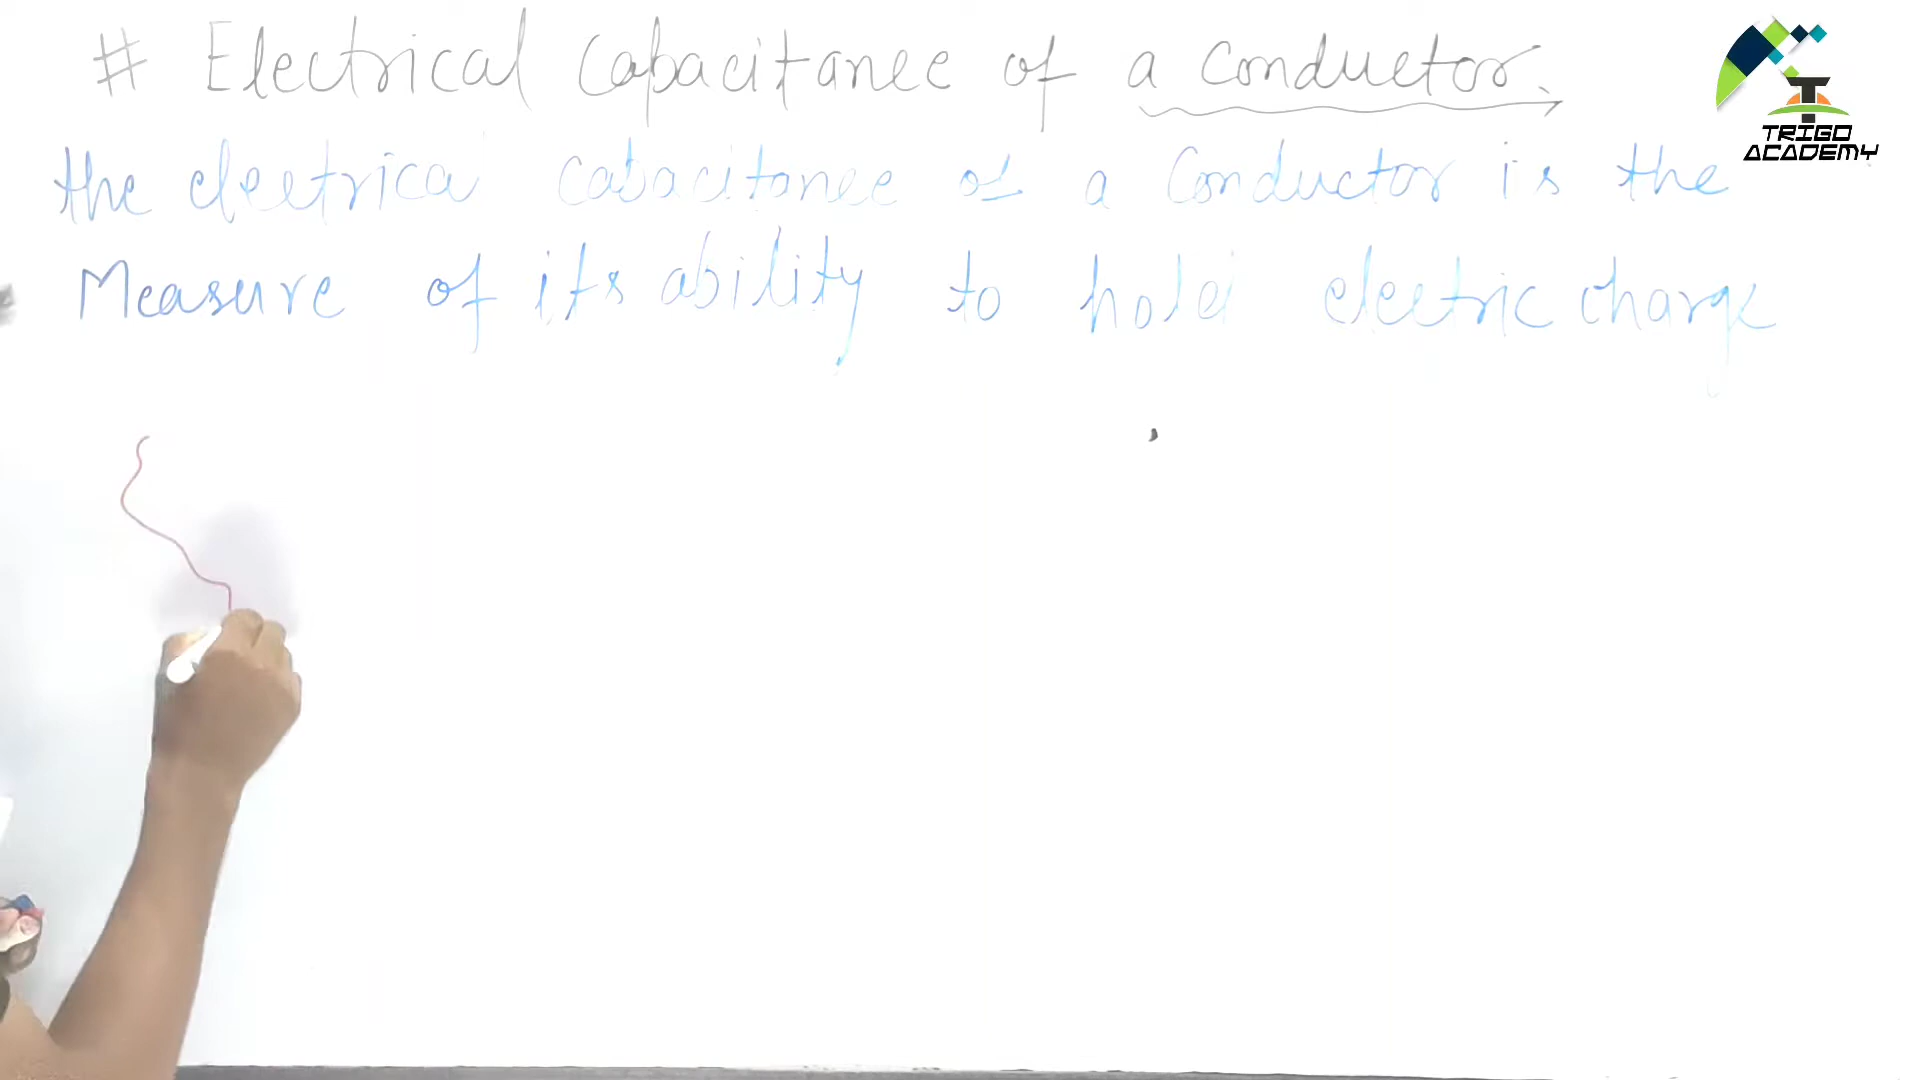 # Electrical Capacitance of a Conductor.
the electrical capacitance of a Conductor is the
Measure of its ability to hold electric charge
TRIGO
ACADEMY